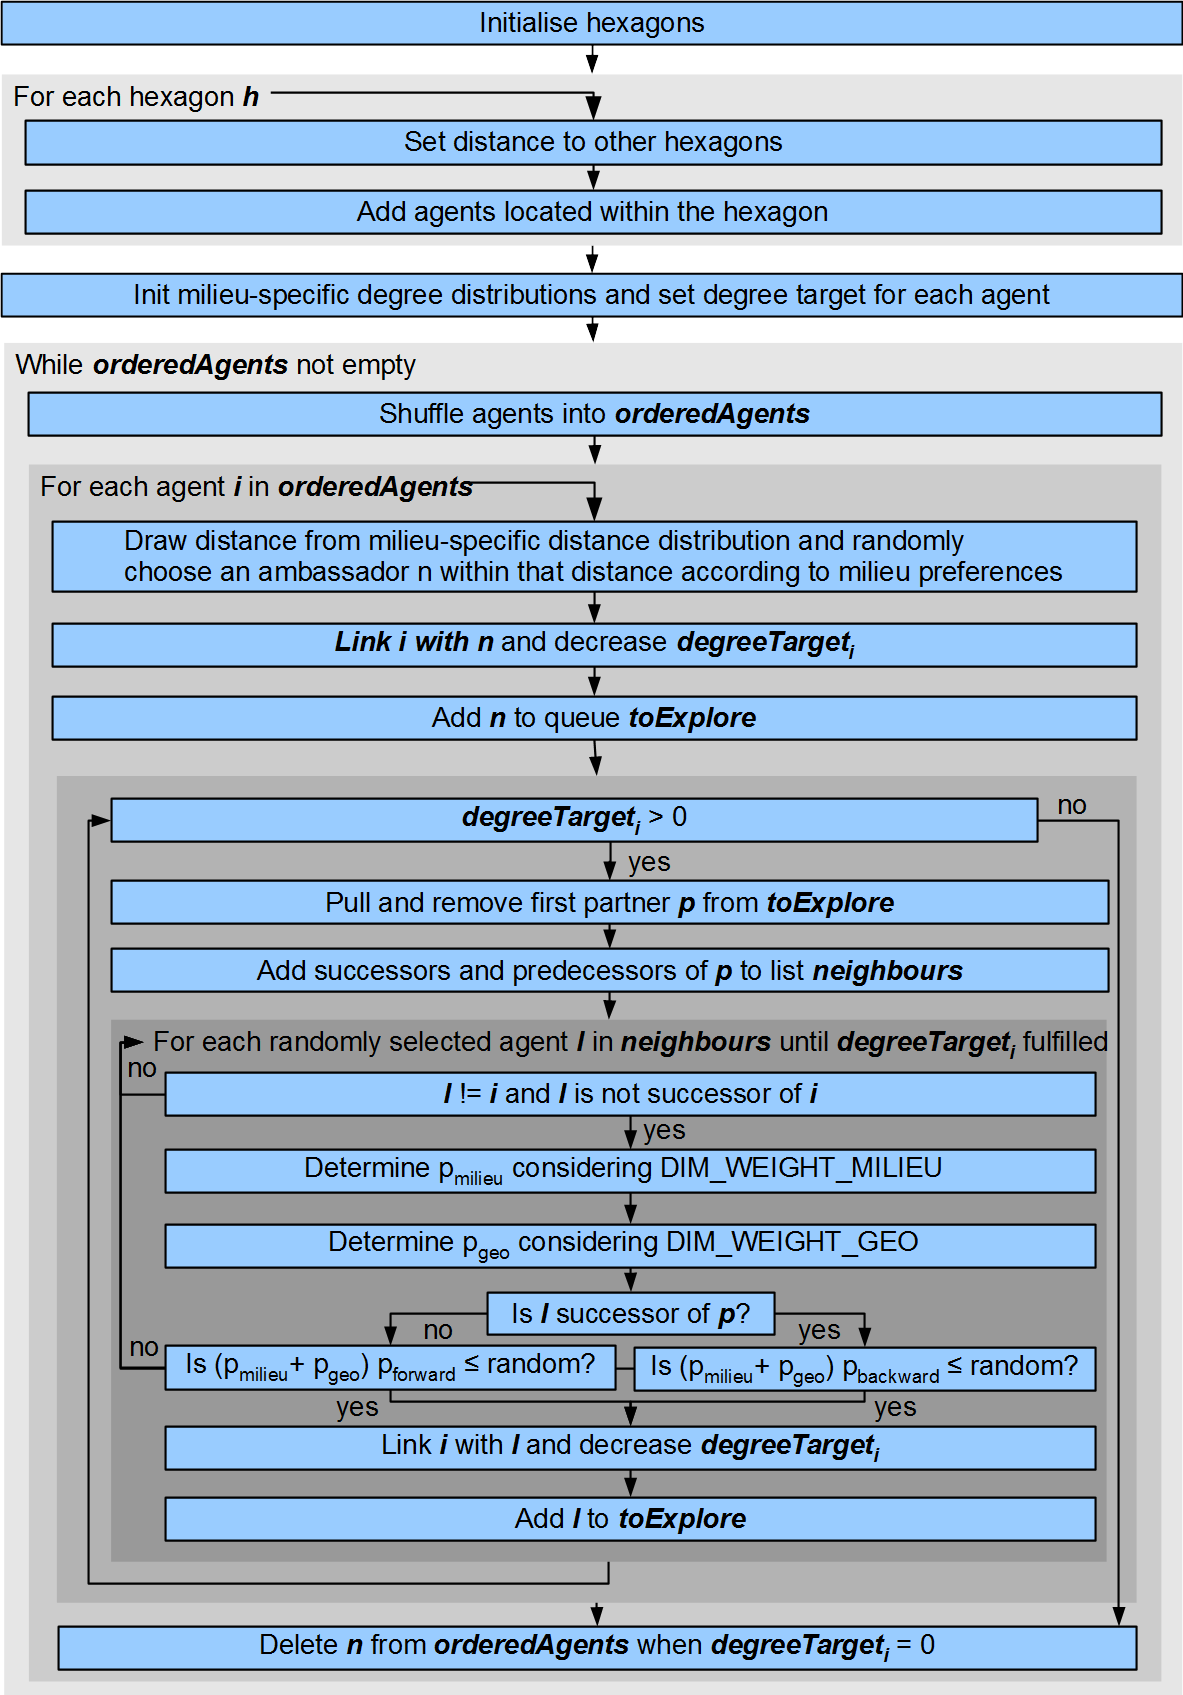 Initialise hexagons
For each hexagon h
Set distance to other hexagons
Add agents located within the hexagon
Init milieu-specific degree distributions and set degree target for each agent
While orderedAgents not empty
Shuffle agents into orderedAgents
For each agent i in orderedAgents
Draw distance from milieu-specific distance distribution and randomly
choose an ambassador n within that distance according to milieu preferences
Link i with n and decrease degreeTargeti
Add n to queue toExplore
degreeTargeti > 0
no
yes
Pull and remove first partner p from toExplore
Add successors and predecessors of p to list neighbours
For each randomly selected agent l in neighbours until degreeTargeti fulfilled
no
l != i and l is not successor of i
yes
Determine pmilieu considering DIM_WEIGHT_MILIEU
Determine pgeo considering DIM_WEIGHT_GEO
Is l successor of p?
no
yes
no
Is (pmilieu+ pgeo) pforward ≤ random?
Is (pmilieu+ pgeo) pbackward ≤ random?
yes
yes
Link i with l and decrease degreeTargeti
Add l to toExplore
Delete n from orderedAgents when degreeTargeti = 0